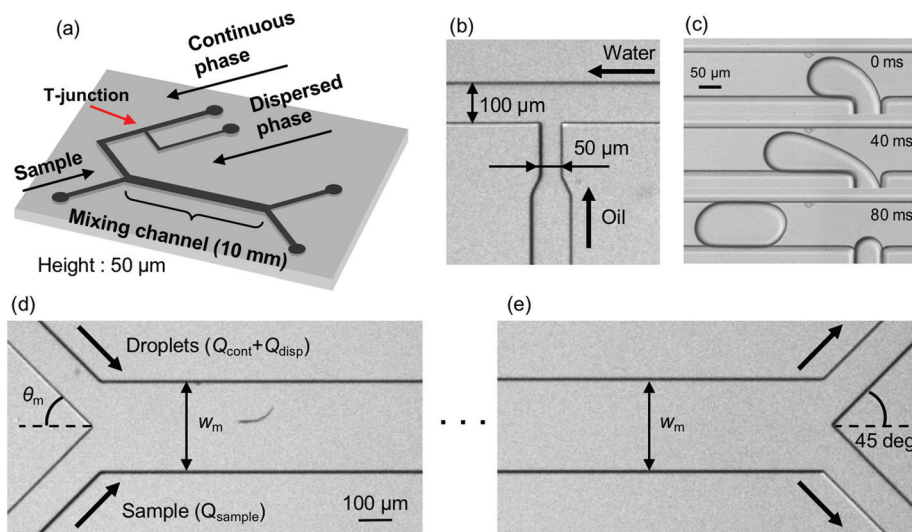 (a)
Continuous
phase
T-junction
Dispersed
phase
Sample
Mixing channel (10 mm)
Height : 50 μm
(b)
Water
100 μm
50 μm
Oil
(c)
0 ms
50 μm
40 ms
80 ms
(d)
Droplets (Qcont+Qdisp)
θm
wm
Sample (Qsample)
100 μm
. . .
(e)
wm
45 deg